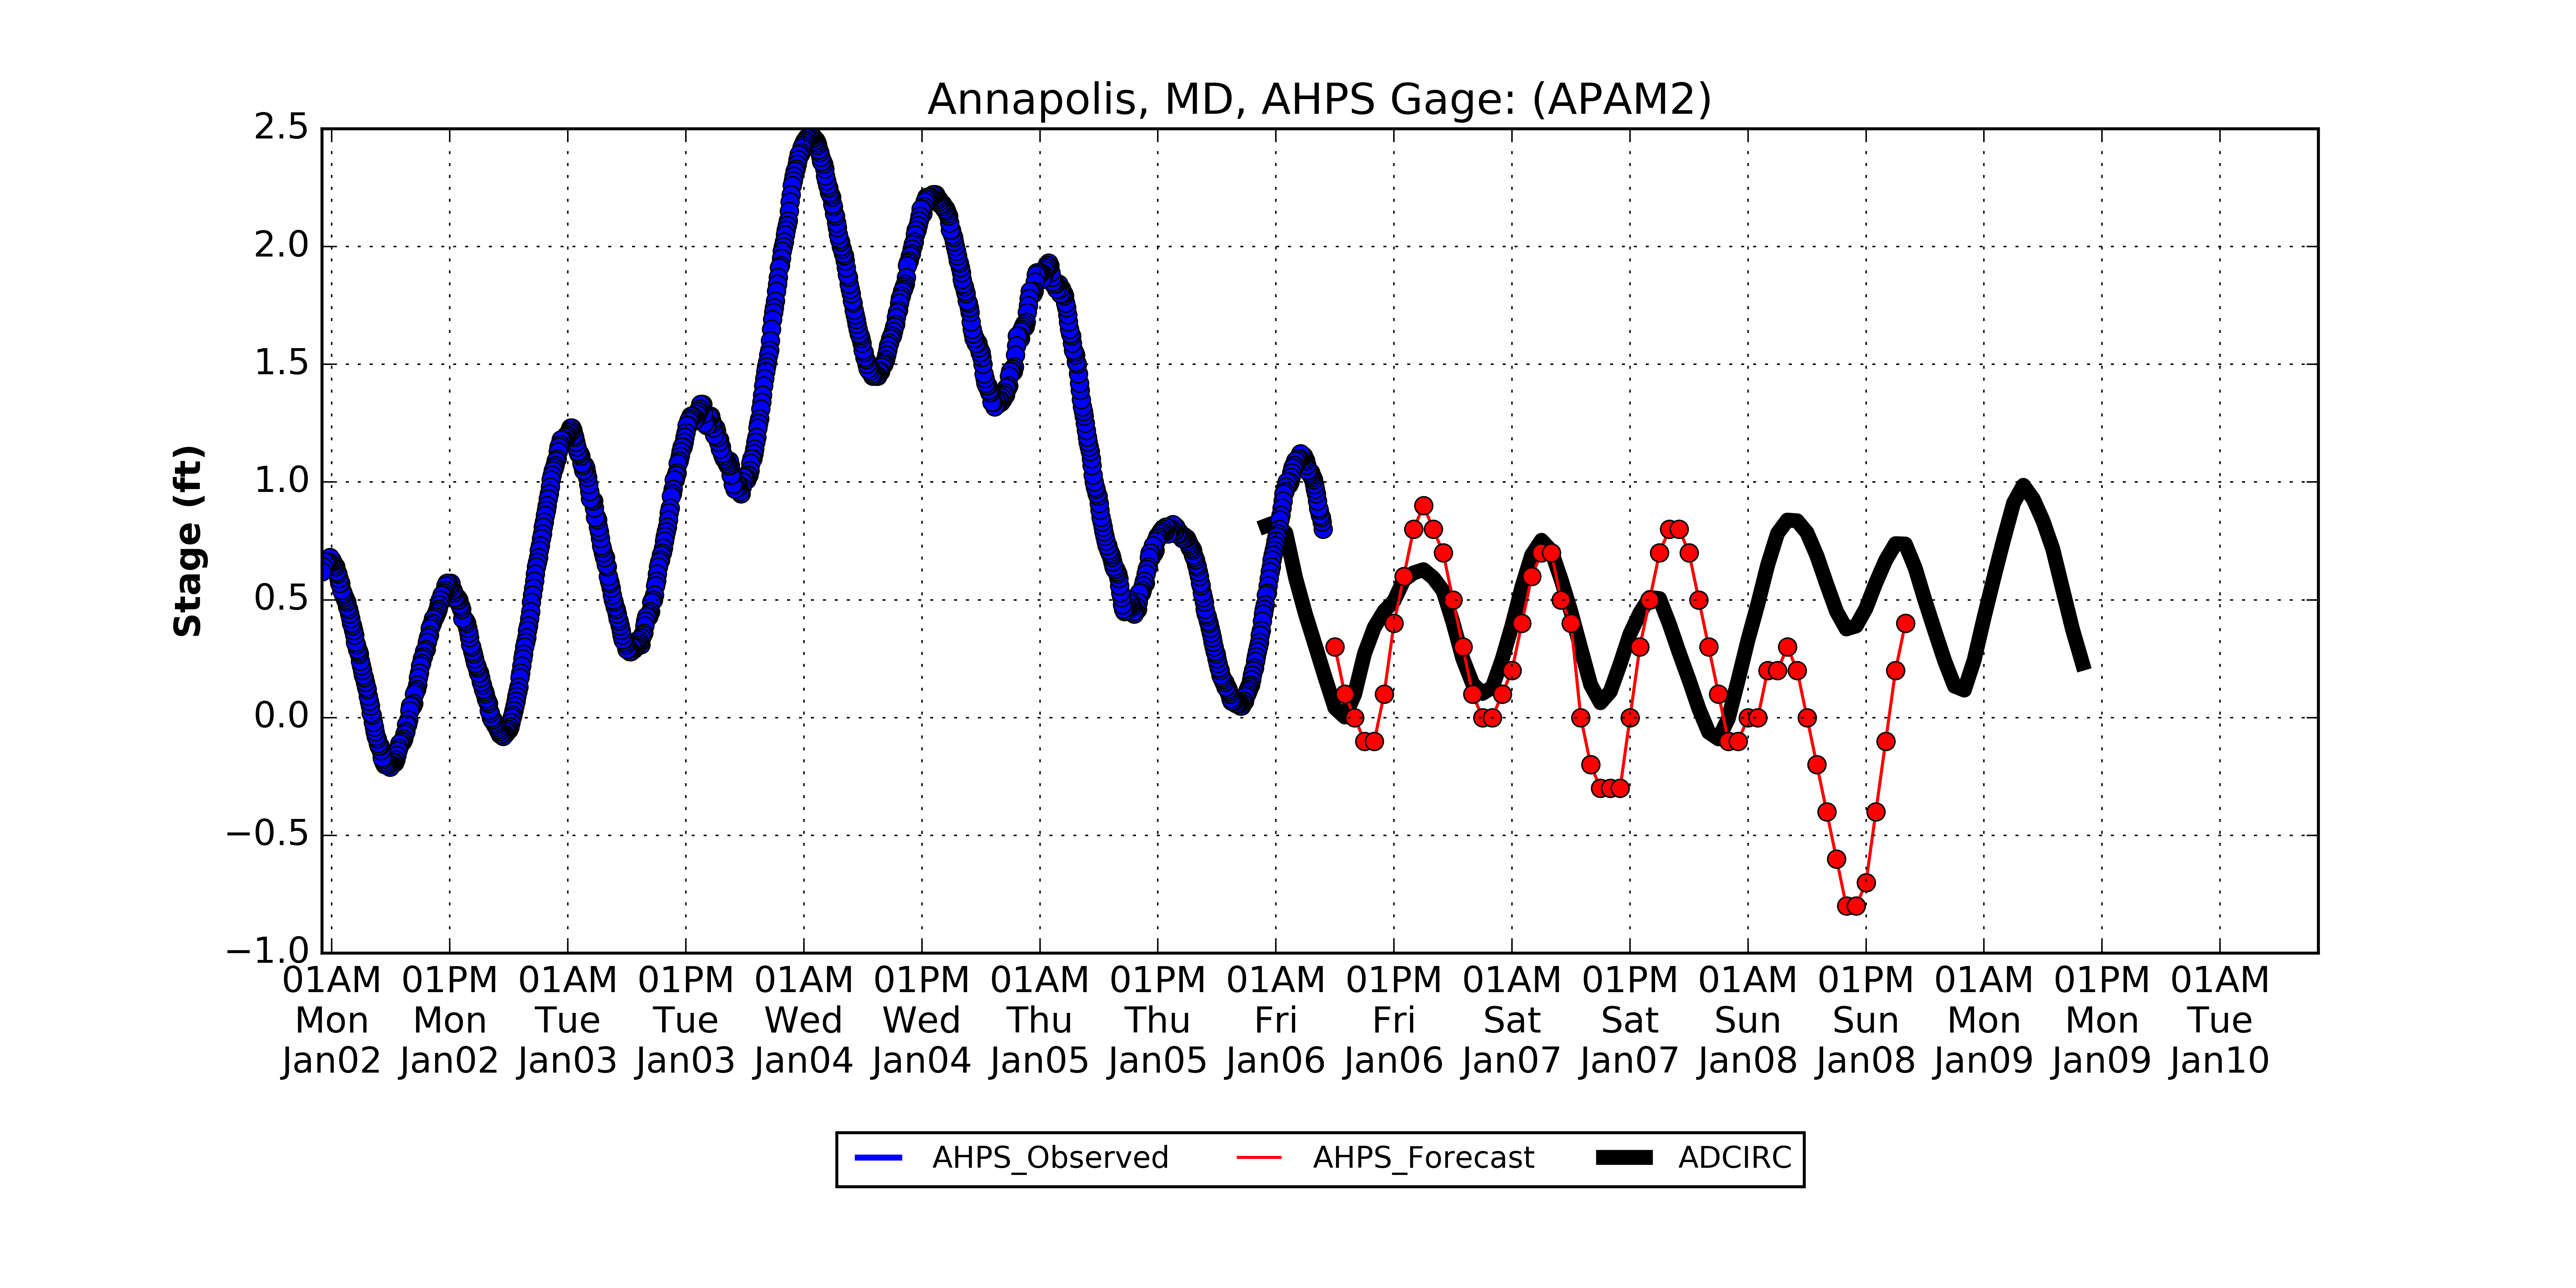 Annapolis, MD, AHPS Gage: (APAM2)
Stage (ft)
2.5
2.0
1.5
1.0
0.5
0.0
−0.5
−1.0
01AM 01PM 01AM 01PM 01AM 01PM 01AM 01PM 01AM 01PM 01AM 01PM 01AM 01PM 01AM 01PM 01AM
Mon Mon Tue Tue Wed Wed Thu Thu Fri Fri Sat Sat Sun Sun Mon Mon Tue
Jan02 Jan02 Jan03 Jan03 Jan04 Jan04 Jan05 Jan05 Jan06 Jan06 Jan07 Jan07 Jan08 Jan08 Jan09 Jan09 Jan10
AHPS_Observed AHPS_Forecast ADCIRC